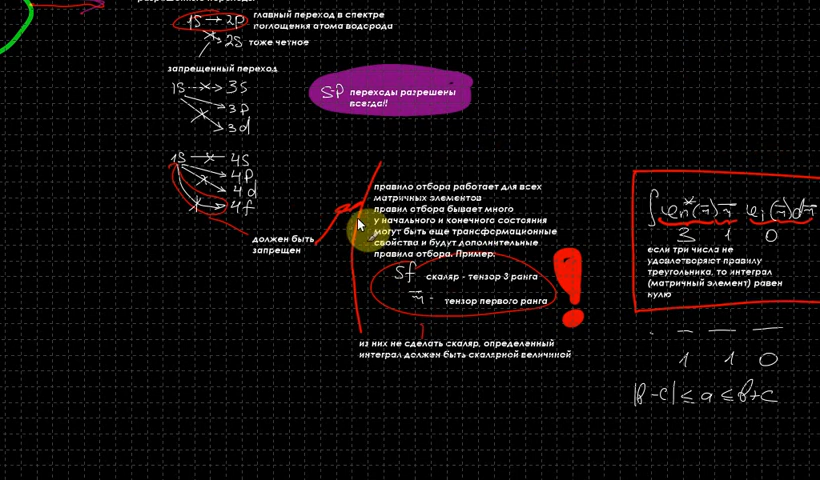 1S → 2p
главный переход в спектре
поглощения атома водорода
2S тоже четное
запрещенный переход
1S → 3S
3p
3d
S-P переходы разрешены
всегда!!
1S → 4S
4p
4d
4f
должен быть
запрещен
правило отбора работает для всех
матричных элементов
правил отбора бывает много
у начального и конечного состояния
могут быть еще трансформационные
свойства и будут дополнительные
правила отбора. Пример:
Sf скаляр - тензор 3 ранга
r̄ - тензор первого ранга
из них не сделать скаляр, определенный
интеграл должен быть скалярной величиной
∫ φn*(r̄) r̄ φi(r̄) dr̄
3 1 0
если три числа не
удовлетворяют правилу
треугольника, то интеграл
(матричный элемент) равен
нулю
1 1 0
|b-c| ≤ a ≤ b+c